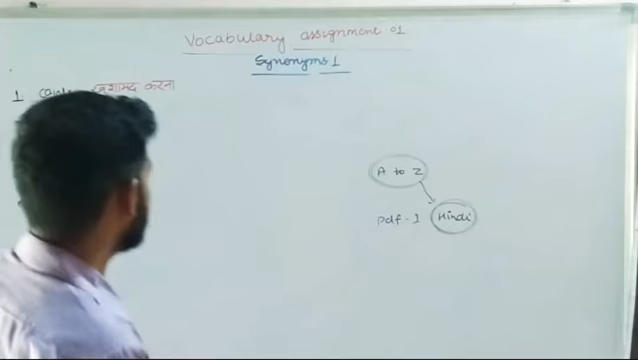 Vocabulary assignment 01
Synonyms 1
1 करना
A to Z
Pdf-1 Hindi